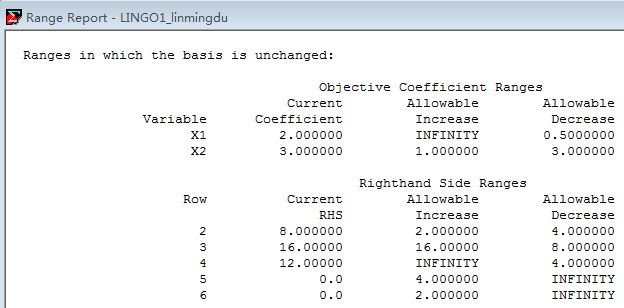 Range Report - LINGO1_linmingdu
Ranges in which the basis is unchanged:
Objective Coefficient Ranges
Current Allowable Allowable
Variable Coefficient Increase Decrease
X1 2.000000 INFINITY 0.5000000
X2 3.000000 1.000000 3.000000
Righthand Side Ranges
Row Current Allowable Allowable
RHS Increase Decrease
2 8.000000 2.000000 4.000000
3 16.00000 16.00000 8.000000
4 12.00000 INFINITY 4.000000
5 0.0 4.000000 INFINITY
6 0.0 2.000000 INFINITY